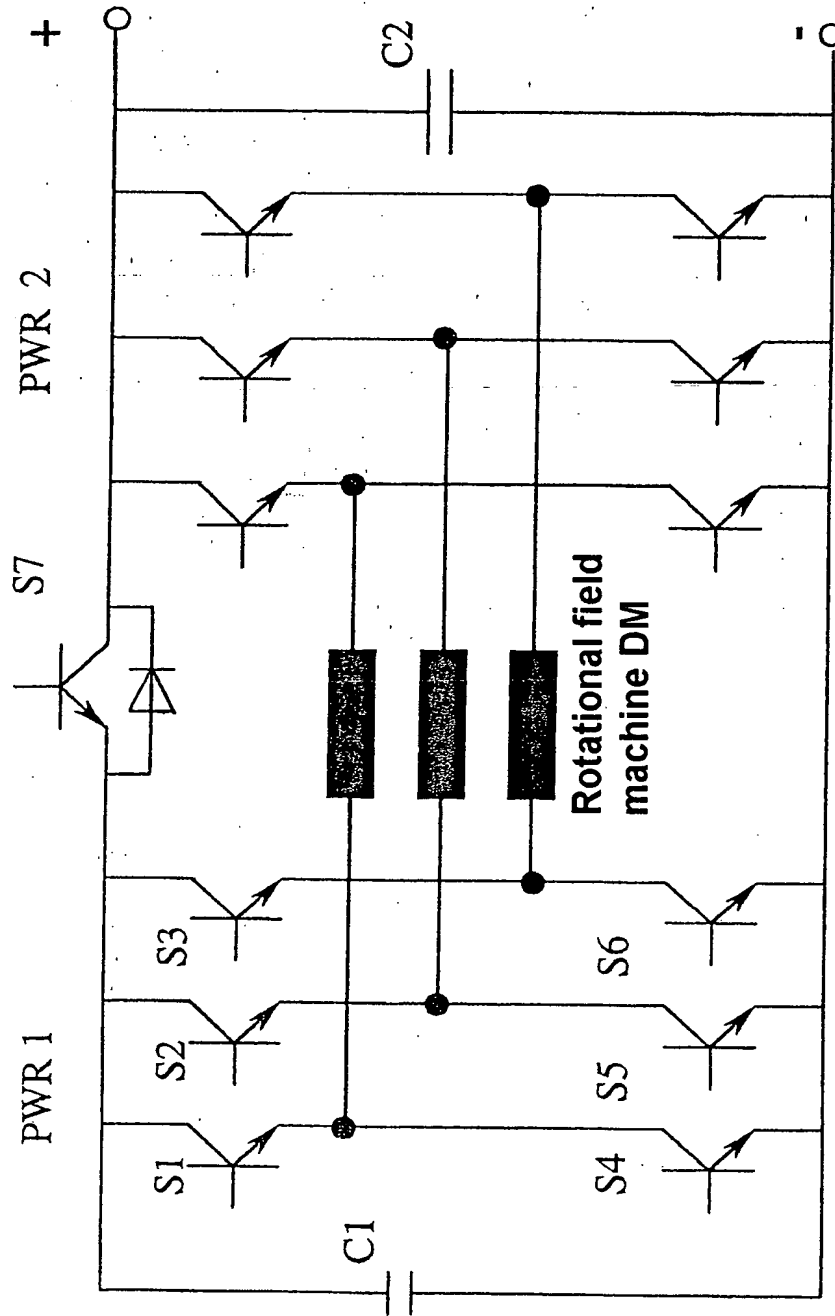 PWR 1
PWR 2
S7
+
S1
S2
S3
C1
C2
Rotational field
machine DM
S4
S5
S6
-